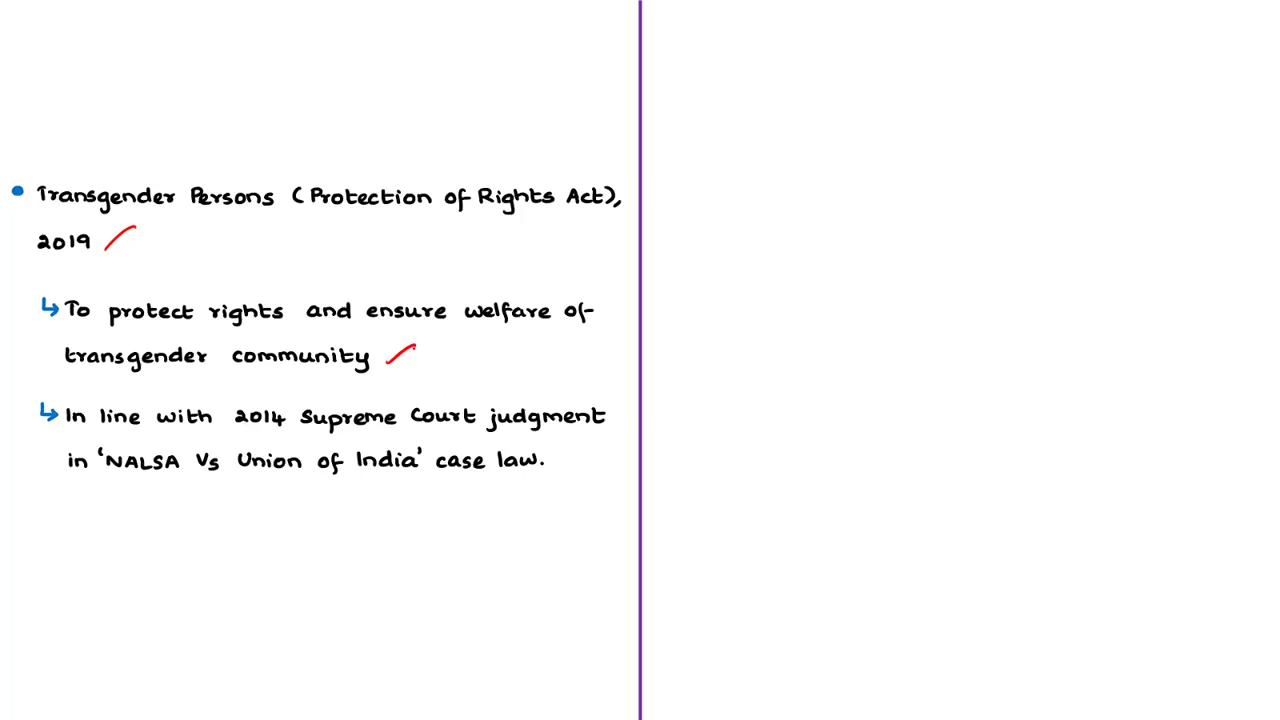 Transgender Persons (Protection of Rights Act),
2019
To protect rights and ensure welfare of
transgender community
In line with 2014 Supreme Court judgment
in 'NALSA Vs Union of India' case law.